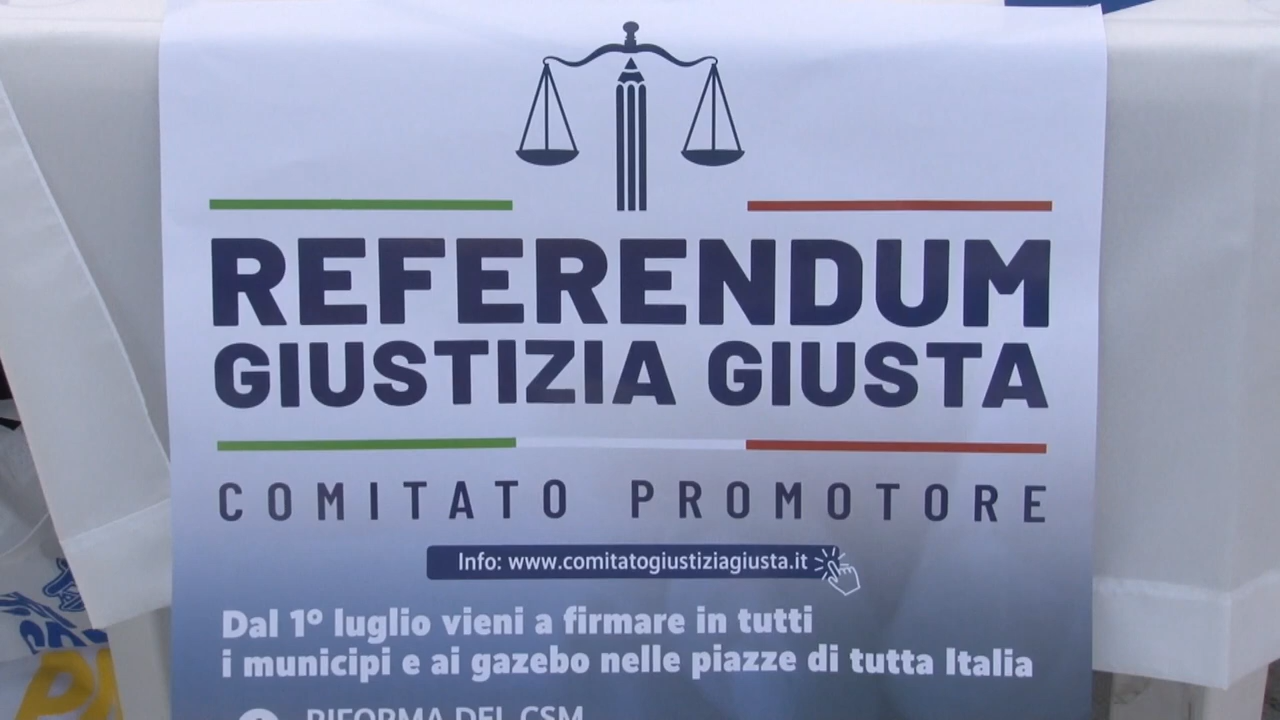 REFERENDUM
GIUSTIZIA GIUSTA
COMITATO PROMOTORE
Info: www.comitatogiustiziagiusta.it
Dal 1° luglio vieni a firmare in tutti
i municipi e ai gazebo nelle piazze di tutta Italia
RIFORMA DEL CSM